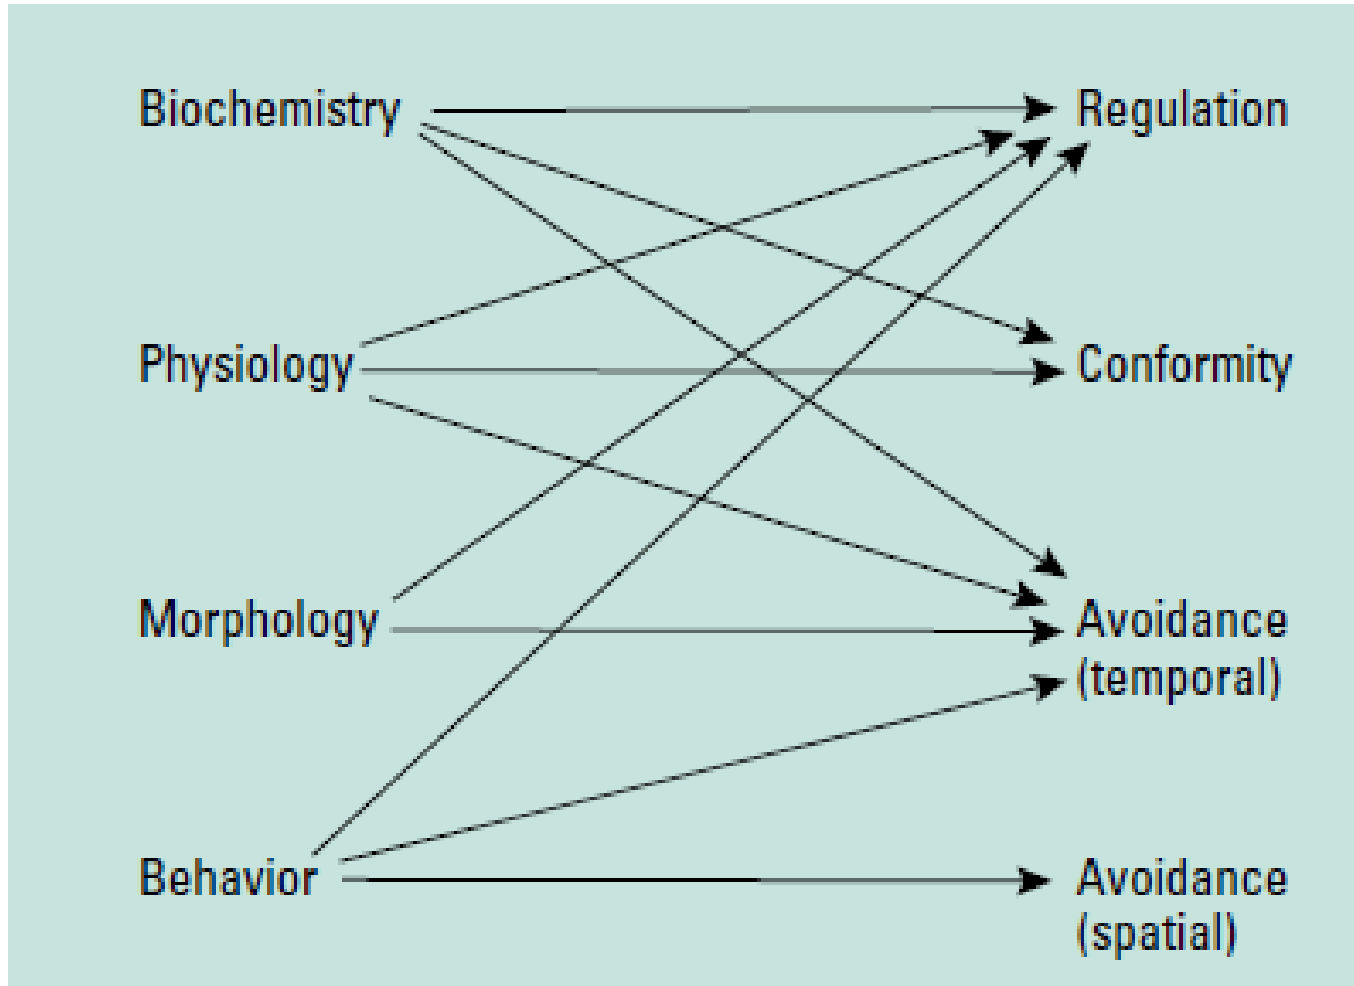 Biochemistry
Regulation
Physiology
Conformity
Morphology
Avoidance
(temporal)
Behavior
Avoidance
(spatial)